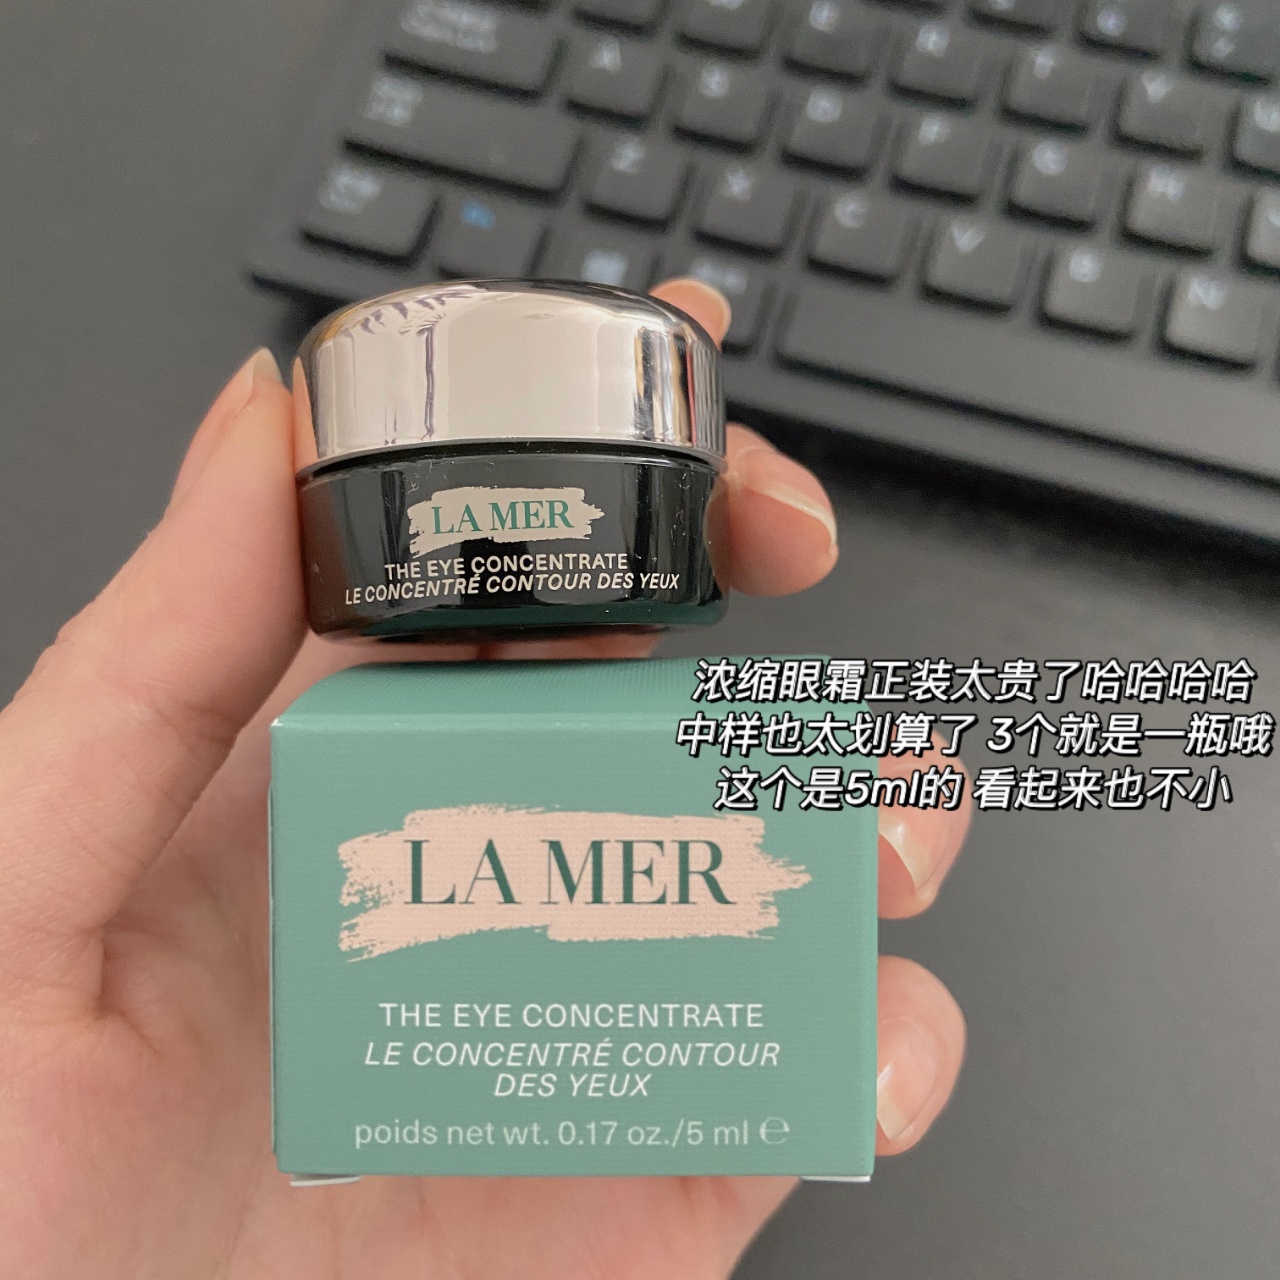 LA MER
THE EYE CONCENTRATE
LE CONCENTRÉ CONTOUR DES YEUX
浓缩眼霜正装太贵了哈哈哈哈
中样也太划算了 3个就是一瓶哦
这个是5ml的 看起来也不小
LA MER
THE EYE CONCENTRATE
LE CONCENTRÉ CONTOUR
DES YEUX
poids net wt. 0.17 oz./5 ml ℮
A S D F G H
Z X C V B N